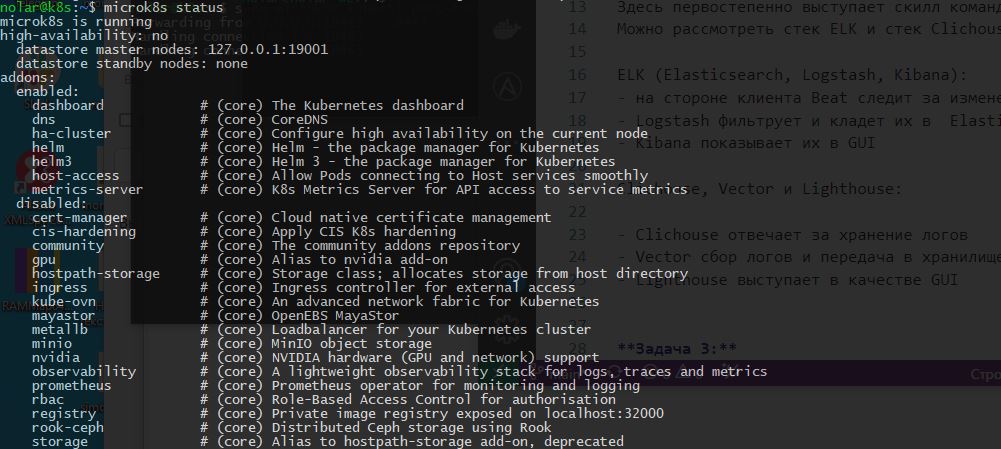 nolar@k8s:~$ microk8s status
microk8s is running
high-availability: no
  datastore master nodes: 127.0.0.1:19001
  datastore standby nodes: none
addons:
  enabled:
    dashboard            # (core) The Kubernetes dashboard
    dns                  # (core) CoreDNS
    ha-cluster           # (core) Configure high availability on the current node
    helm                 # (core) Helm - the package manager for Kubernetes
    helm3                # (core) Helm 3 - the package manager for Kubernetes
    host-access          # (core) Allow Pods connecting to Host services smoothly
    metrics-server       # (core) K8s Metrics Server for API access to service metrics
  disabled:
    cert-manager         # (core) Cloud native certificate management
    cis-hardening        # (core) Apply CIS K8s hardening
    community            # (core) The community addons repository
    gpu                  # (core) Alias to nvidia add-on
    hostpath-storage     # (core) Storage class; allocates storage from host directory
    ingress              # (core) Ingress controller for external access
    kube-ovn             # (core) An advanced network fabric for Kubernetes
    mayastor             # (core) OpenEBS MayaStor
    metallb              # (core) Loadbalancer for your Kubernetes cluster
    minio                # (core) MinIO object storage
    nvidia               # (core) NVIDIA hardware (GPU and network) support
    observability        # (core) A lightweight observability stack for logs, traces and metrics
    prometheus           # (core) Prometheus operator for monitoring and logging
    rbac                 # (core) Role-Based Access Control for authorisation
    registry             # (core) Private image registry exposed on localhost:32000
    rook-ceph            # (core) Distributed Ceph storage using Rook
    storage              # (core) Alias to hostpath-storage add-on, deprecated
13 Здесь первостепенно выступает скилл команд
14 Можно рассмотреть стек ELK и стек Clichous
16 ELK (Elasticsearch, Logstash, Kibana):
17 - на стороне клиента Beat следит за измене
18 - Logstash фильтрует и кладет их в  Elasti
19 - Kibana показывает их в GUI
Vector и Lighthouse:
22
23 - Clichouse отвечает за хранение логов
24 - Vector сбор логов и передача в хранилище
- Lighthouse выступает в качестве GUI
28 **Задача 3:**
main
Стро